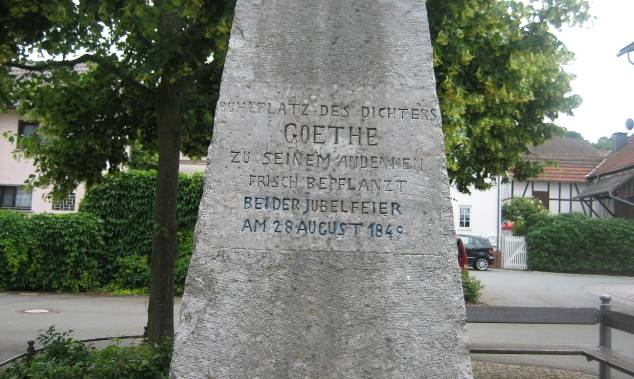 RUHEPLATZ DES DICHTERS
GOETHE
ZU SEINEM ANDENKEN
FRISCH BEPFLANZT
BEI DER JUBELFEIER
AM 28 AUGUST 1849